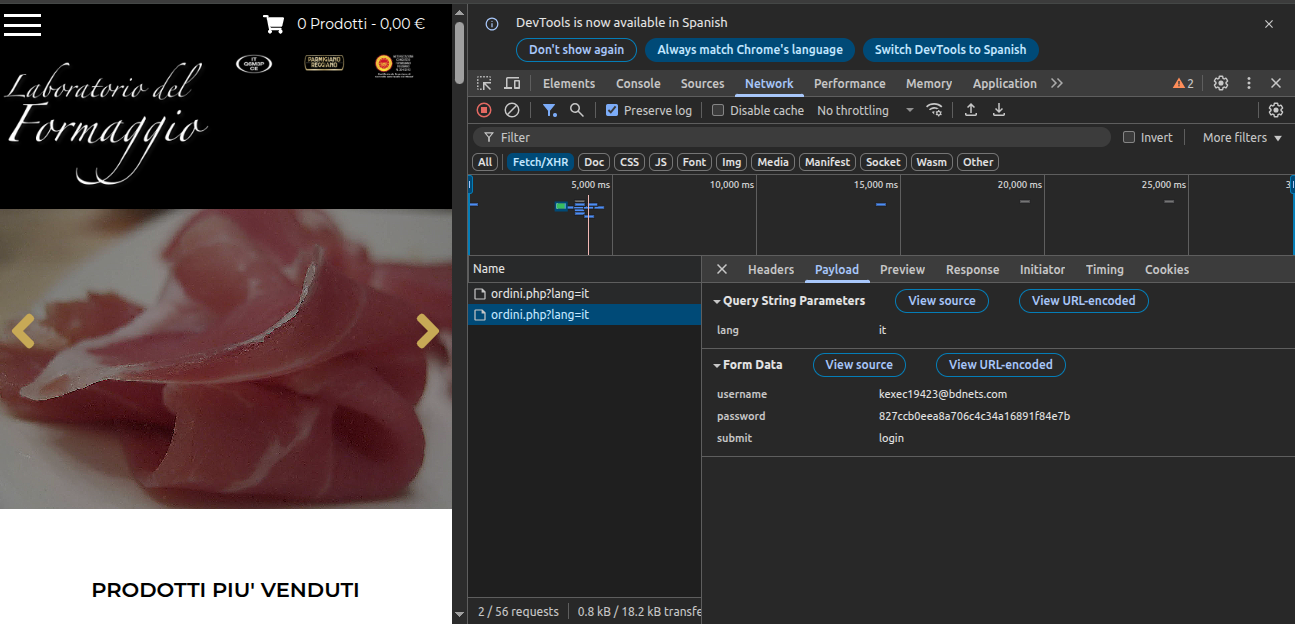 0 Prodotti - 0,00 €
PARMIGIANO
REGGIANO
Laboratorio del
Formaggio
PRODOTTI PIU' VENDUTI
DevTools is now available in Spanish
Don't show again
Always match Chrome's language
Switch DevTools to Spanish
Elements Console Sources Network Performance Memory Application 2
Preserve log Disable cache No throttling
Filter Invert More filters
All Fetch/XHR Doc CSS JS Font Img Media Manifest Socket Wasm Other
5,000 ms 10,000 ms 15,000 ms 20,000 ms 25,000 ms
Name
ordini.php?lang=it
ordini.php?lang=it
2 / 56 requests 0.8 kB / 18.2 kB transfe
Headers Payload Preview Response Initiator Timing Cookies
Query String Parameters View source View URL-encoded
lang it
Form Data View source View URL-encoded
username kexec19423@bdnets.com
password 827ccb0eea8a706c4c34a16891f84e7b
submit login